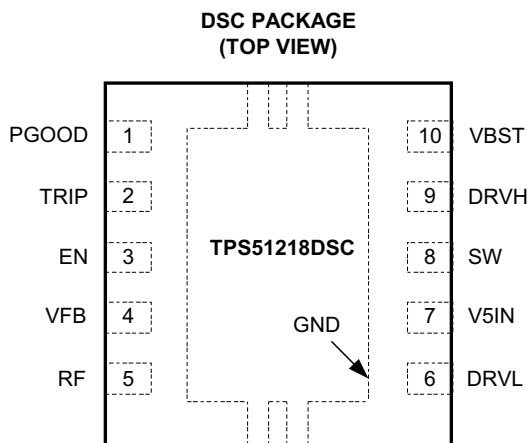 DSC PACKAGE
(TOP VIEW)
PGOOD 1 10 VBST
TRIP 2 9 DRVH
EN 3 TPS51218DSC 8 SW
VFB 4 7 V5IN
GND
RF 5 6 DRVL